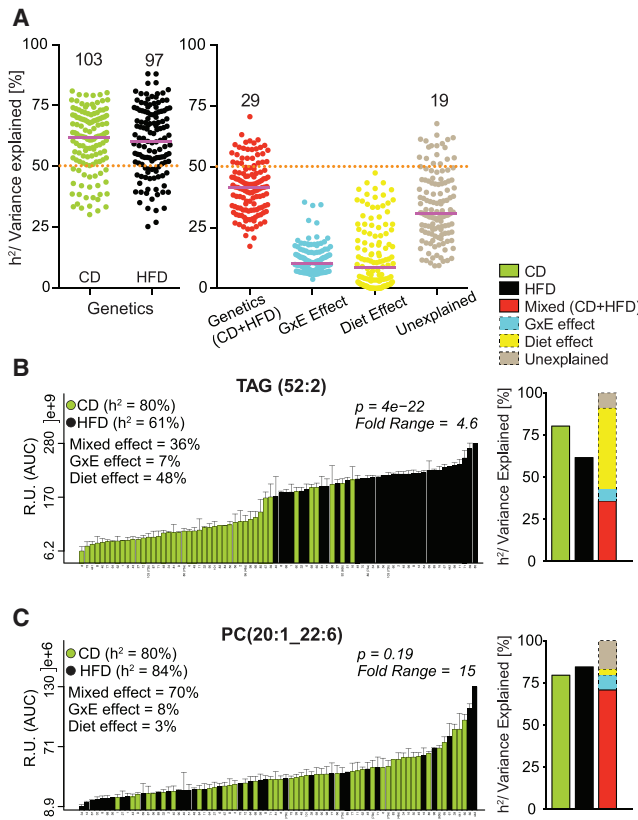 A
h²/ Variance explained [%]
100
75
50
25
0
103
97
CD
HFD
Genetics
100
75
50
25
0
29
19
Genetics
(CD+HFD)
GxE Effect
Diet Effect
Unexplained
CD
HFD
Mixed (CD+HFD)
GxE effect
Diet effect
Unexplained
B
TAG (52:2)
R.U. (AUC)
]e+9
280
170
6.2
CD (h² = 80%)
HFD (h² = 61%)
Mixed effect = 36%
GxE effect = 7%
Diet effect = 48%
p = 4e−22
Fold Range = 4.6
h²/ Variance Explained [%]
100
75
50
25
0
C
PC(20:1_22:6)
R.U. (AUC)
]e+6
130
71
8.9
CD (h² = 80%)
HFD (h² = 84%)
Mixed effect = 70%
GxE effect = 8%
Diet effect = 3%
p = 0.19
Fold Range = 15
h²/ Variance Explained [%]
100
75
50
25
0